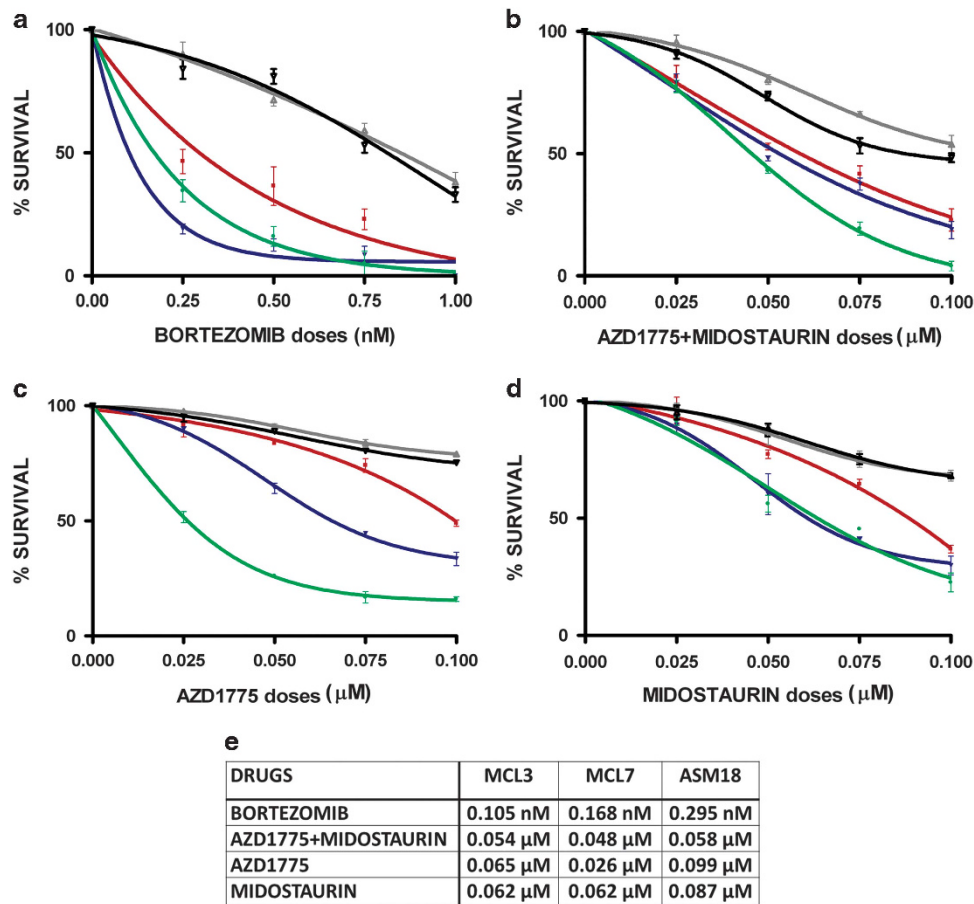 a
b
100
50
0
% SURVIVAL
0.00 0.25 0.50 0.75 1.00
BORTEZOMIB doses (nM)
100
50
0
% SURVIVAL
0.000 0.025 0.050 0.075 0.100
AZD1775+MIDOSTAURIN doses (µM)
c
d
100
50
0
% SURVIVAL
0.000 0.025 0.050 0.075 0.100
AZD1775 doses (µM)
100
50
0
% SURVIVAL
0.000 0.025 0.050 0.075 0.100
MIDOSTAURIN doses (µM)
e
DRUGS MCL3 MCL7 ASM18
BORTEZOMIB 0.105 nM 0.168 nM 0.295 nM
AZD1775+MIDOSTAURIN 0.054 µM 0.048 µM 0.058 µM
AZD1775 0.065 µM 0.026 µM 0.099 µM
MIDOSTAURIN 0.062 µM 0.062 µM 0.087 µM